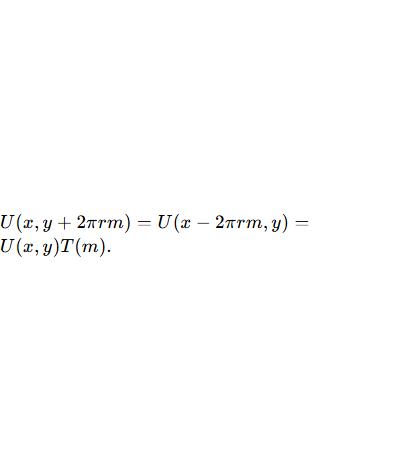 U(x, y + 2πrm) = U(x − 2πrm, y) =
U(x, y)T(m).